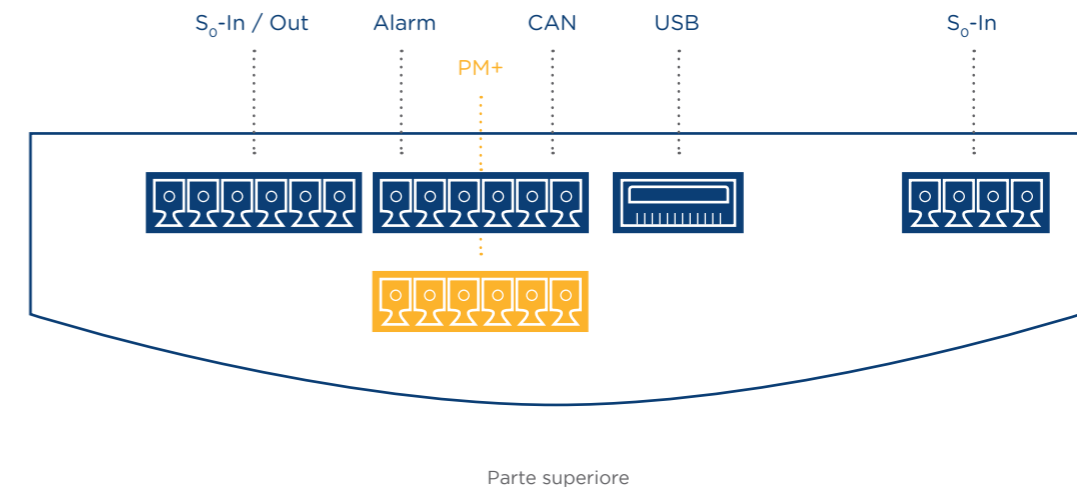 S₀-In / Out Alarm CAN USB S₀-In
PM+
Parte superiore